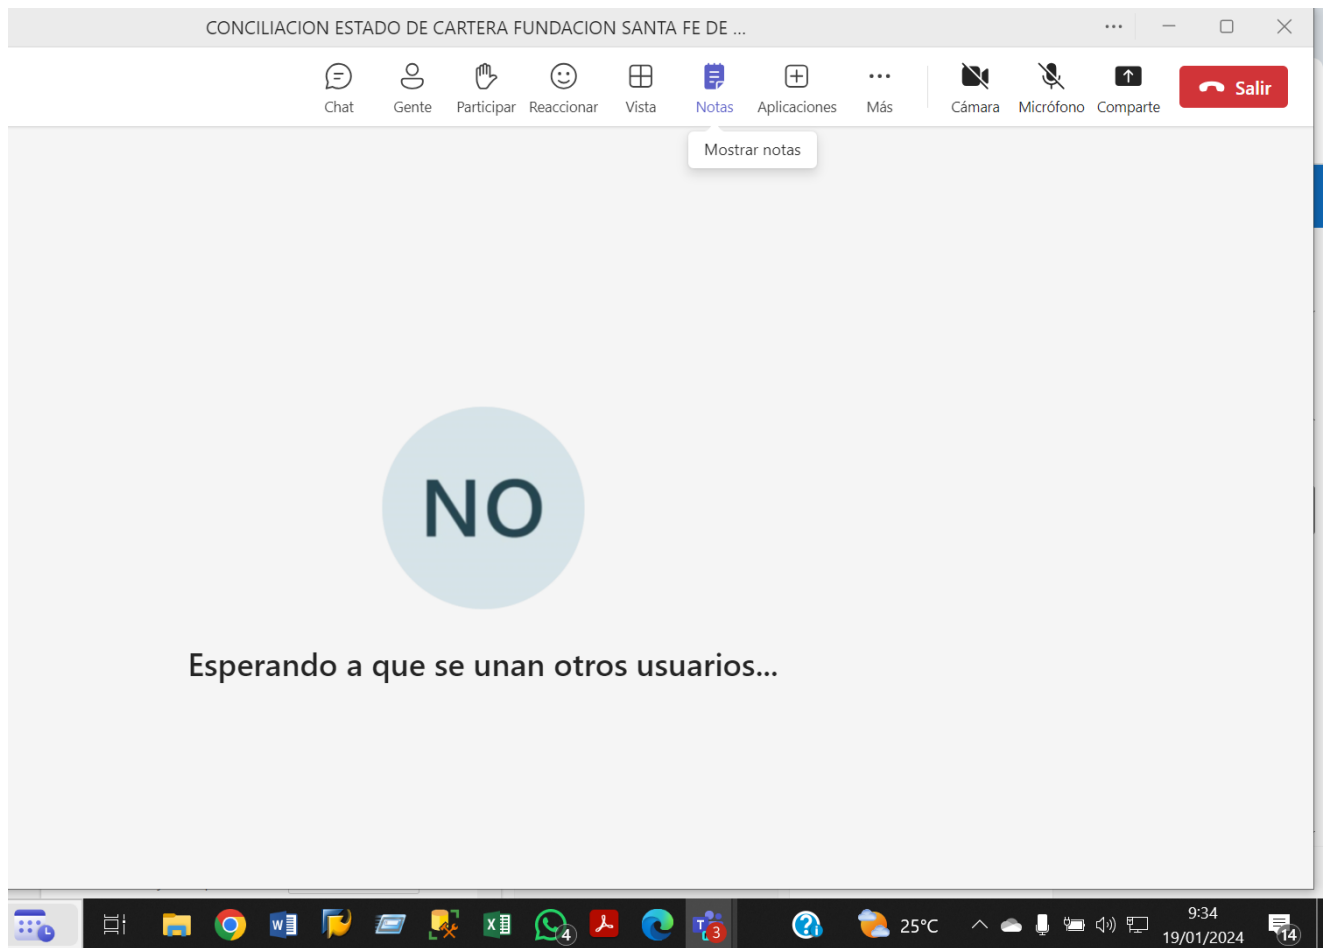 CONCILIACION ESTADO DE CARTERA FUNDACION SANTA FE DE ...
Chat Gente Participar Reaccionar Vista Notas Aplicaciones Más Cámara Micrófono Comparte Salir
Mostrar notas
NO
Esperando a que se unan otros usuarios...
4 3 25°C 9:34 14
19/01/2024